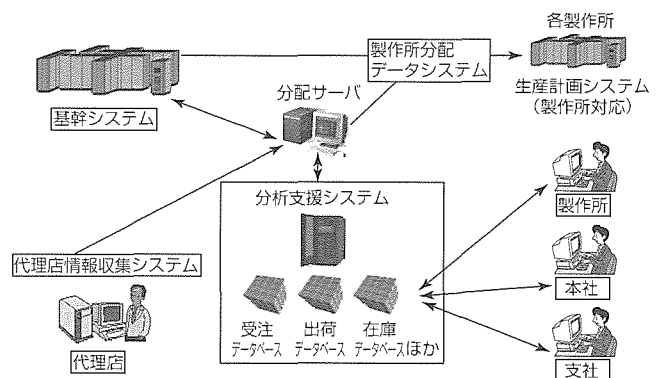 各製作所
製作所分配
データシステム
生産計画システム
(製作所対応)
分配サーバ
基幹システム
分析支援システム
製作所
代理店情報収集システム
本社
受注
データベース
出荷
データベース
在庫
データベースほか
代理店
支社